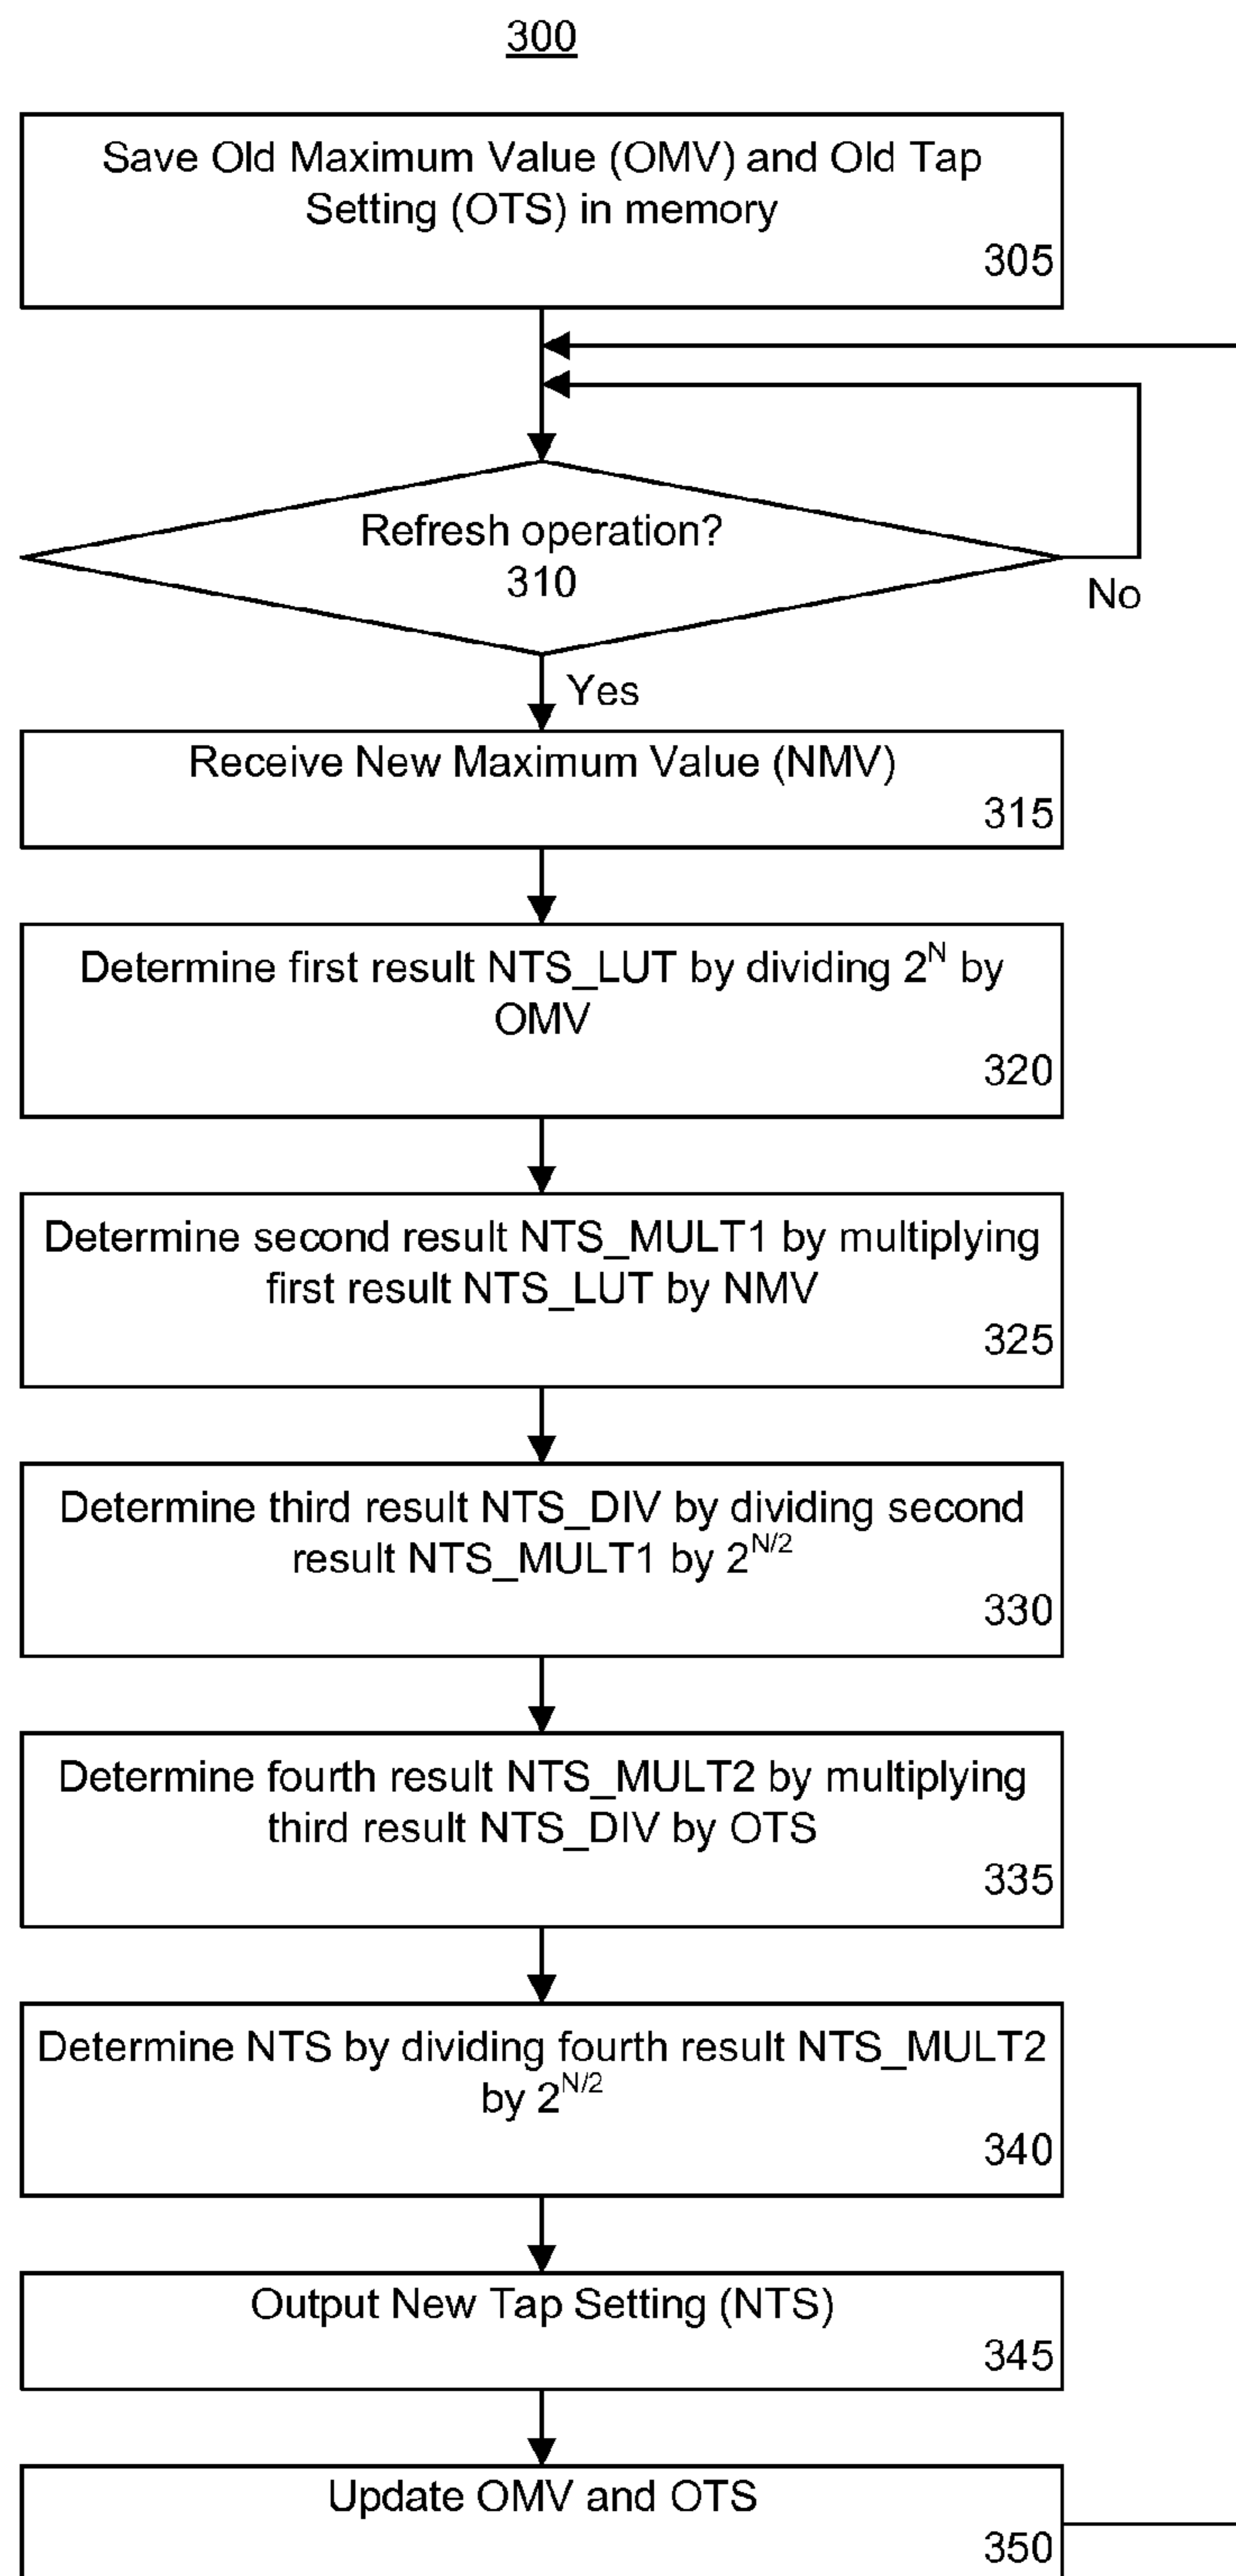 300
Save Old Maximum Value (OMV) and Old Tap
Setting (OTS) in memory
305
Refresh operation?
310
No
Yes
Receive New Maximum Value (NMV)
315
Determine first result NTS_LUT by dividing 2^N by
OMV
320
Determine second result NTS_MULT1 by multiplying
first result NTS_LUT by NMV
325
Determine third result NTS_DIV by dividing second
result NTS_MULT1 by 2^N/2
330
Determine fourth result NTS_MULT2 by multiplying
third result NTS_DIV by OTS
335
Determine NTS by dividing fourth result NTS_MULT2
by 2^N/2
340
Output New Tap Setting (NTS)
345
Update OMV and OTS
350